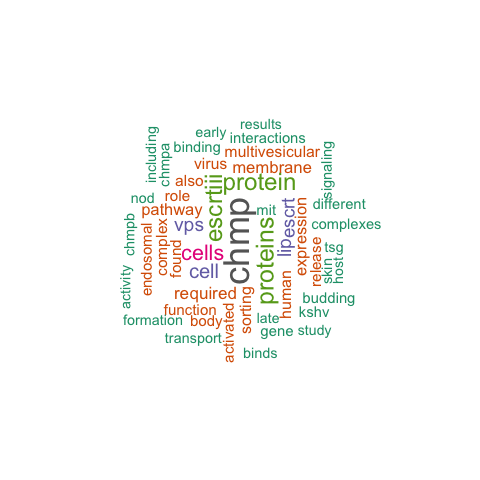 results
early
interactions
including
binding
multivesicular
signaling
chmpa
virus
membrane
also
escrtiii
protein
nod
role
mit
different
pathway
chmp
escrt
expression
chmpb
vps
proteins
lip
complexes
complex
found
cells
tsg
endosomal
cell
release
skin
host
activity
required
human
budding
function
sorting
kshv
formation
body
late
activated
gene
study
transport
binds